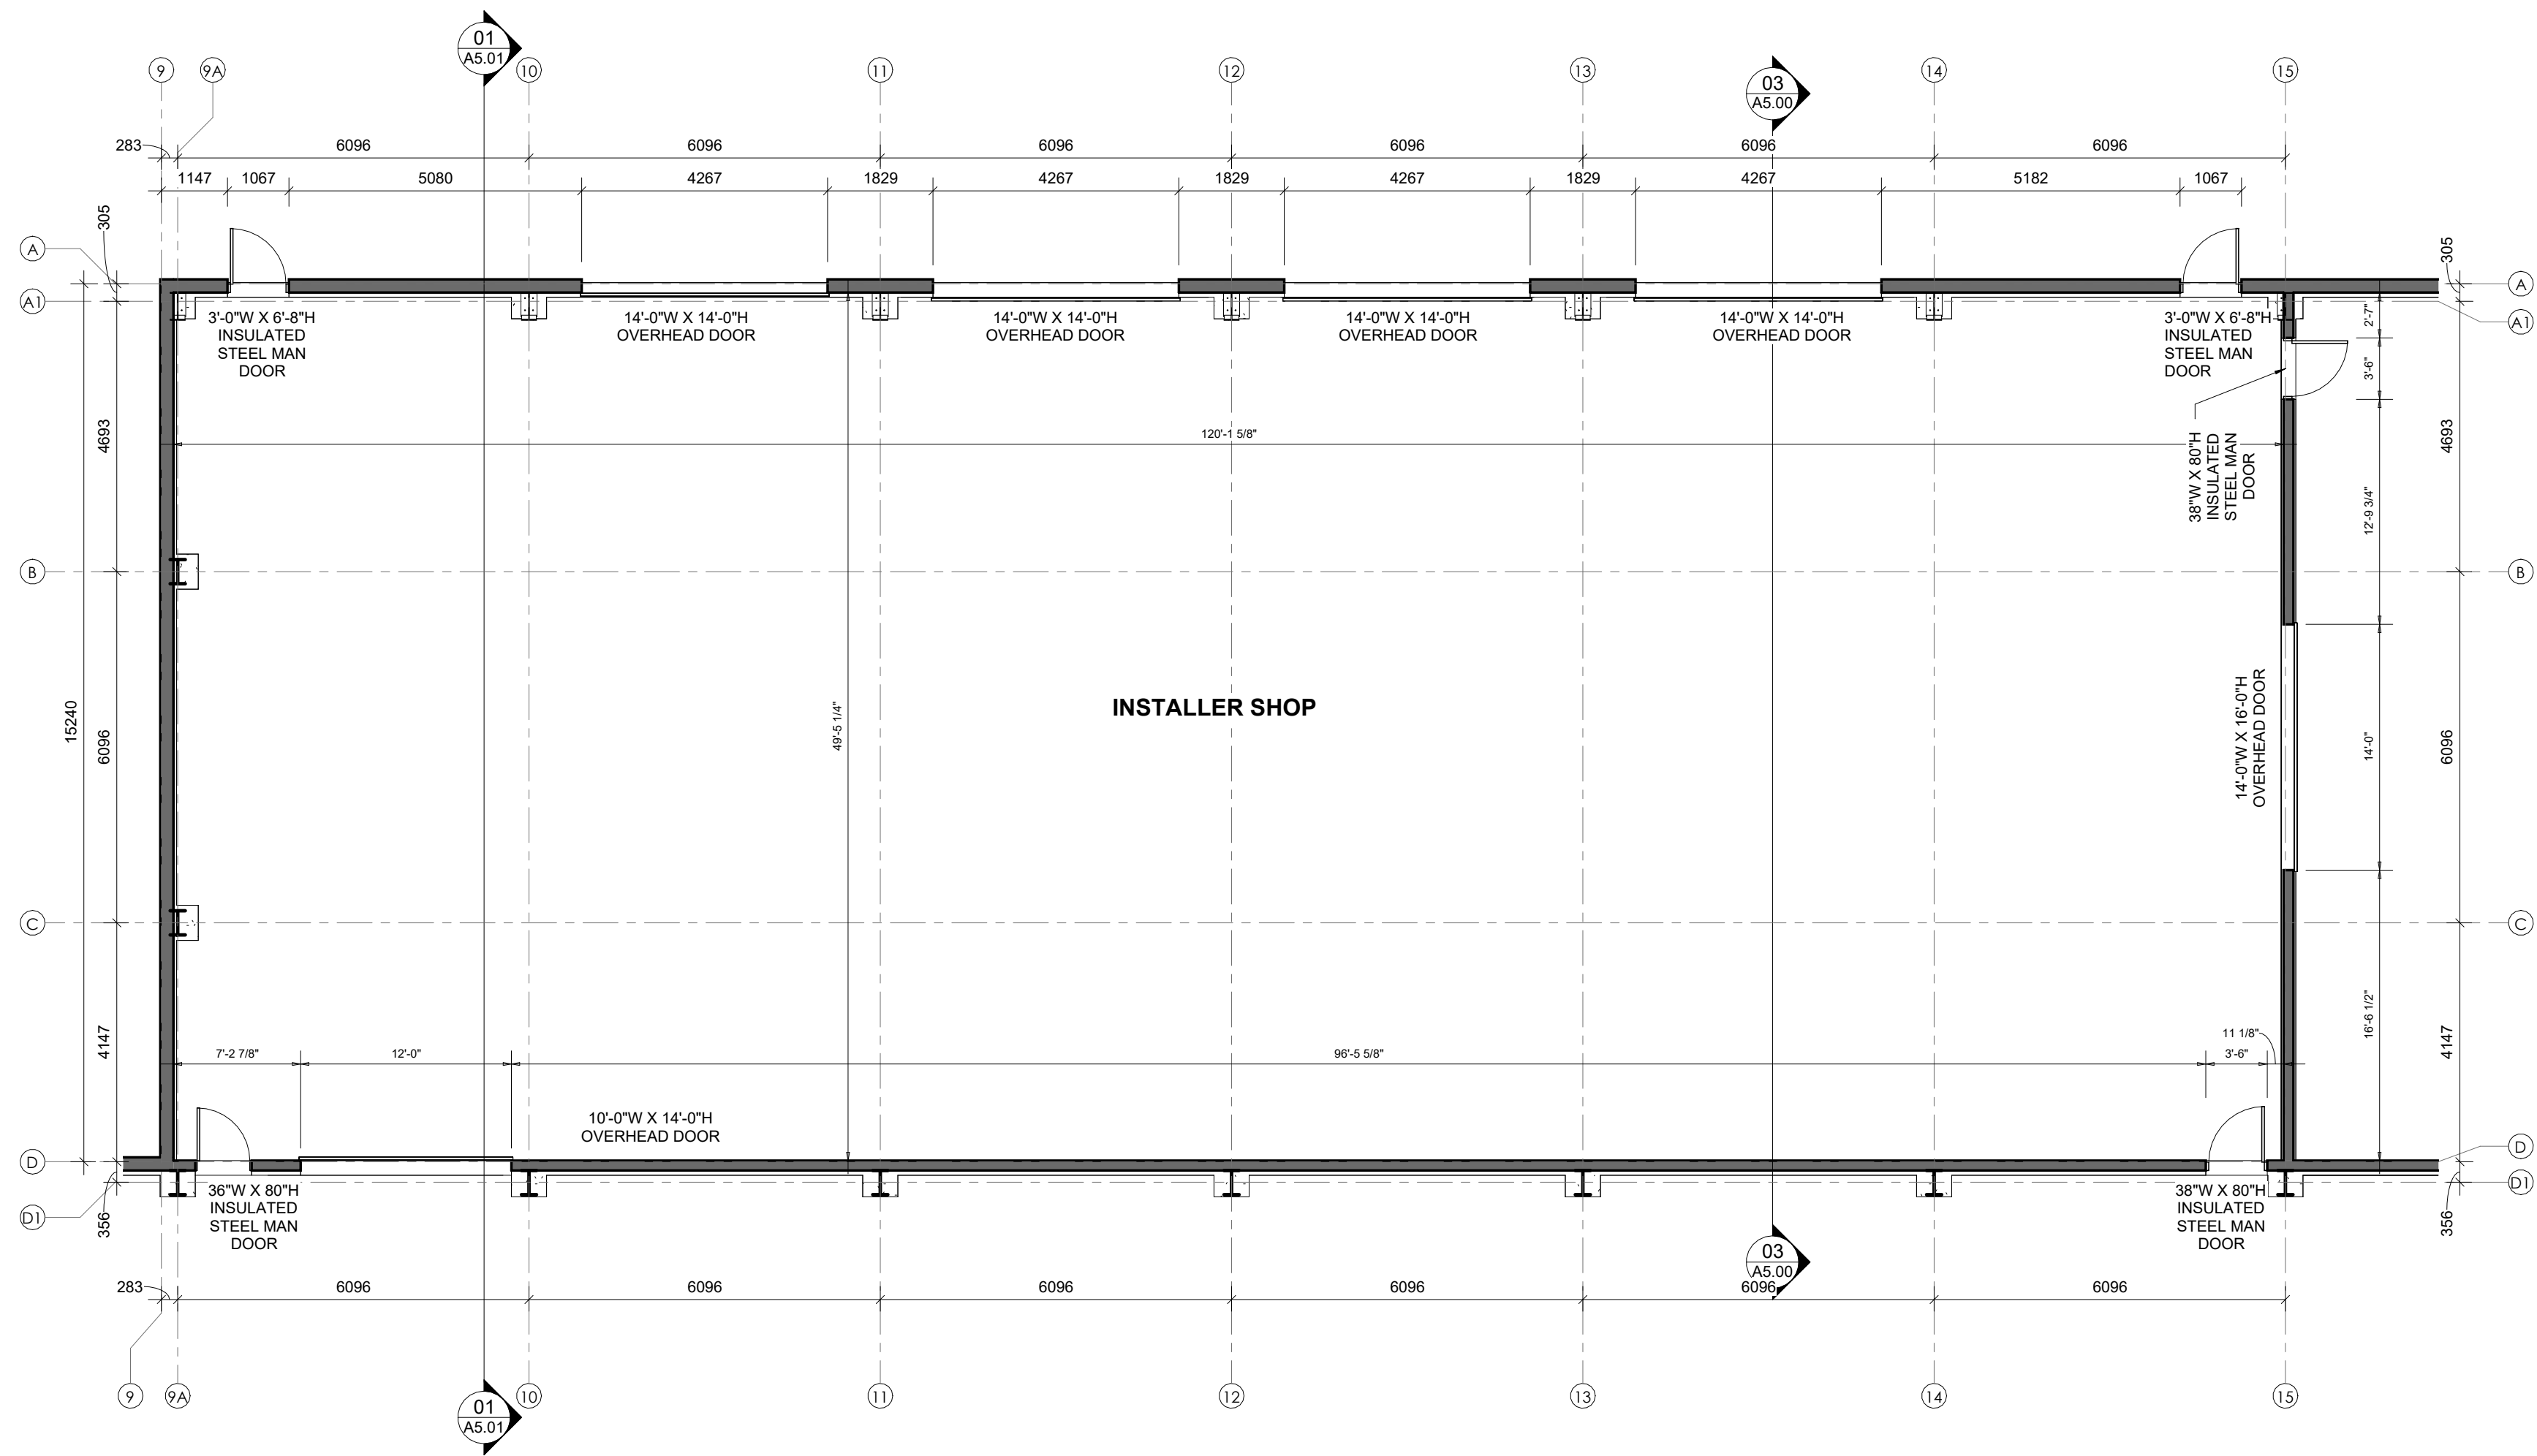 01
A5.01
03
A5.00
9
9A
10
11
12
13
14
15
283
6096
6096
6096
6096
6096
6096
1147
1067
5080
4267
1829
4267
1829
4267
1829
4267
5182
1067
305
305
A
A1
A
A1
3'-0"W X 6'-8"H
INSULATED
STEEL MAN
DOOR
14'-0"W X 14'-0"H
OVERHEAD DOOR
14'-0"W X 14'-0"H
OVERHEAD DOOR
14'-0"W X 14'-0"H
OVERHEAD DOOR
14'-0"W X 14'-0"H
OVERHEAD DOOR
3'-0"W X 6'-8"H
INSULATED
STEEL MAN
DOOR
2'-7"
3'-6"
4693
120'-1 5/8"
38"W X 80"H
INSULATED
STEEL MAN
DOOR
12'-9 3/4"
4693
B
B
15240
6096
49'-5 1/4"
INSTALLER SHOP
14'-0"W X 16'-0"H
OVERHEAD DOOR
14'-0"
6096
C
C
4147
7'-2 7/8"
12'-0"
96'-5 5/8"
3'-6"
11 1/8"
16'-6 1/2"
4147
10'-0"W X 14'-0"H
OVERHEAD DOOR
D
D1
D
D1
356
356
36"W X 80"H
INSULATED
STEEL MAN
DOOR
38"W X 80"H
INSULATED
STEEL MAN
DOOR
03
A5.00
283
6096
6096
6096
6096
6096
6096
9
9A
10
11
12
13
14
15
01
A5.01